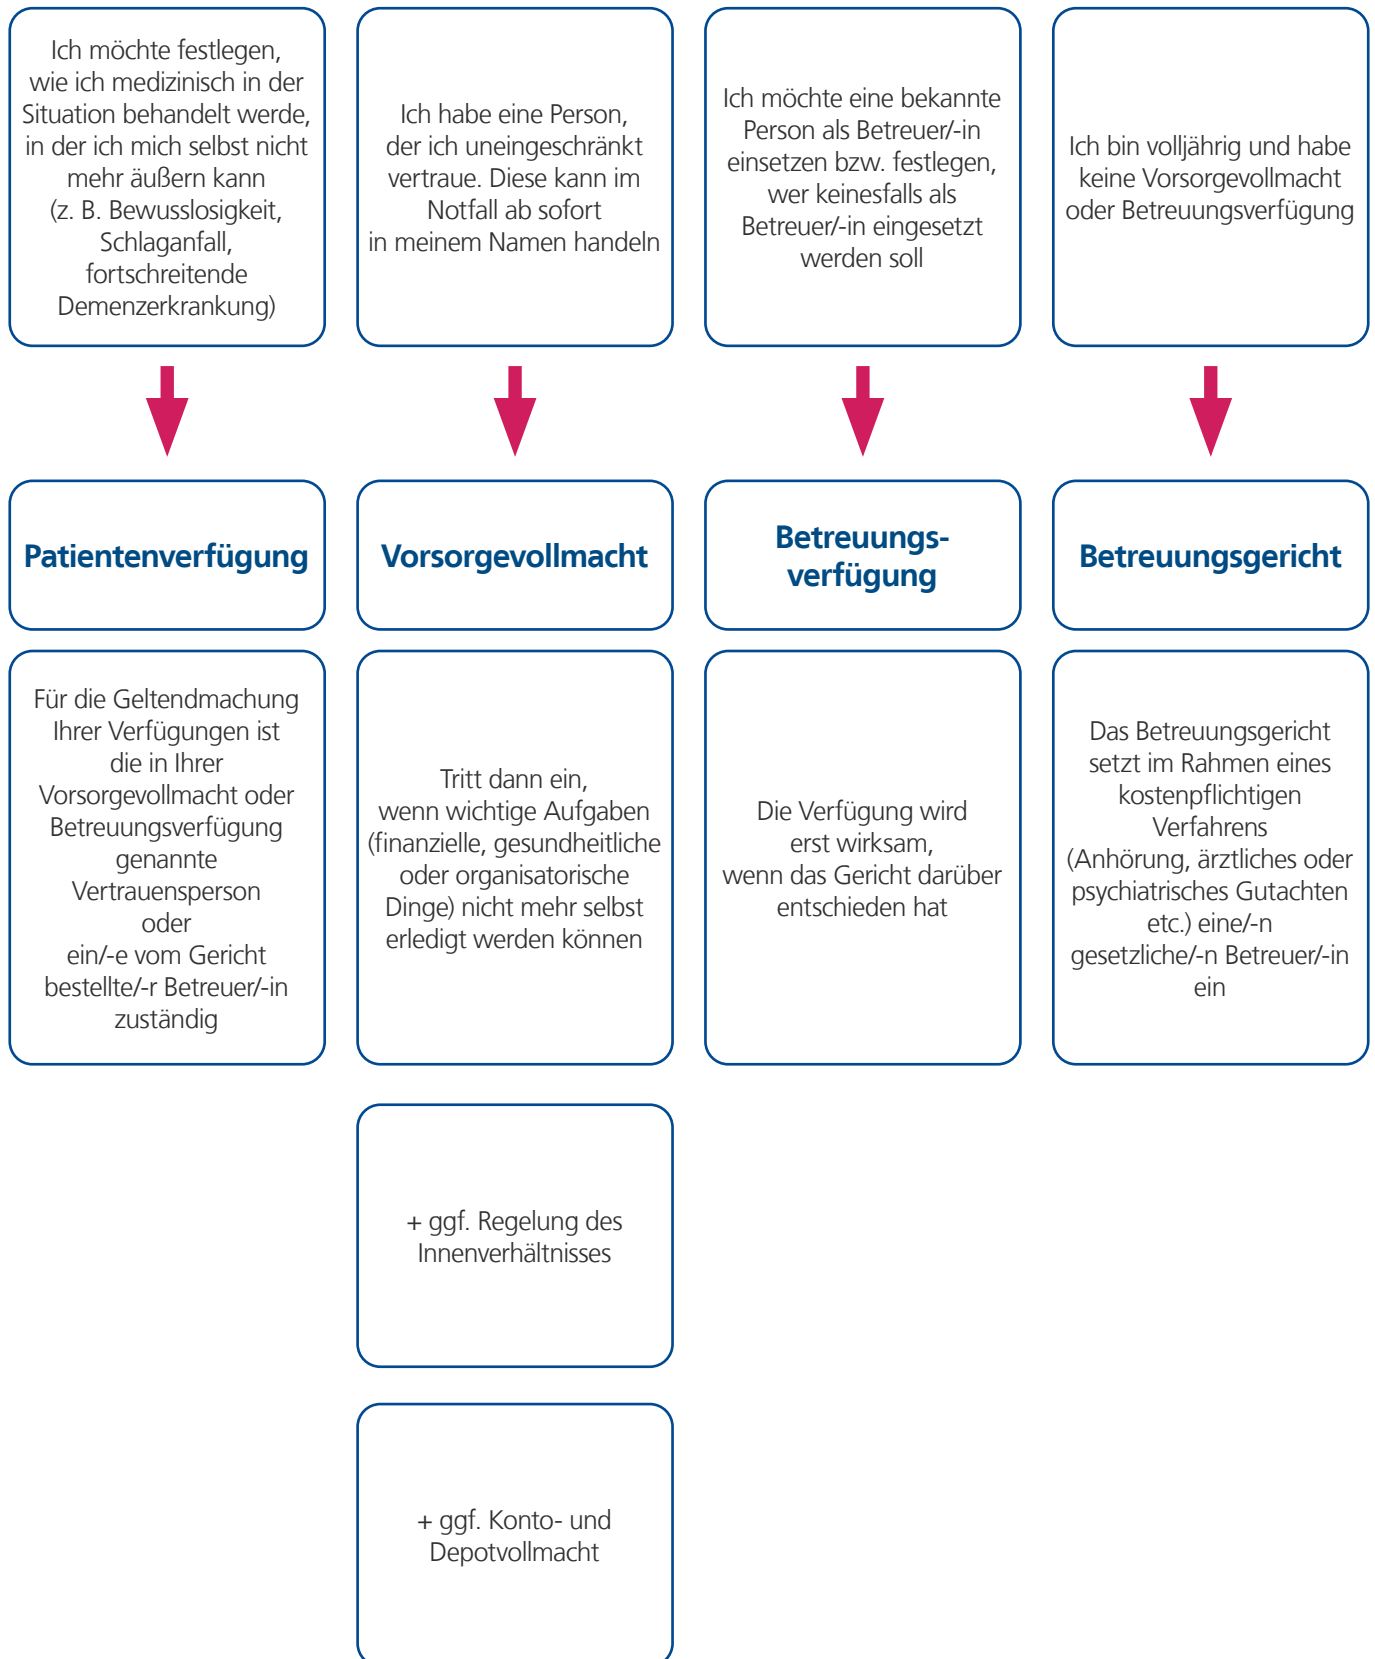 Ich möchte festlegen,
wie ich medizinisch in der
Situation behandelt werde,
in der ich mich selbst nicht
mehr äußern kann
(z. B. Bewusslosigkeit,
Schlaganfall,
fortschreitende
Demenzerkrankung)
Ich habe eine Person,
der ich uneingeschränkt
vertraue. Diese kann im
Notfall ab sofort
in meinem Namen handeln
Ich möchte eine bekannte
Person als Betreuer/-in
einsetzen bzw. festlegen,
wer keinesfalls als
Betreuer/-in eingesetzt
werden soll
Ich bin volljährig und habe
keine Vorsorgevollmacht
oder Betreuungsverfügung
Patientenverfügung
Vorsorgevollmacht
Betreuungs-
verfügung
Betreuungsgericht
Für die Geltendmachung
Ihrer Verfügungen ist
die in Ihrer
Vorsorgevollmacht oder
Betreuungsverfügung
genannte
Vertrauensperson
oder
ein/-e vom Gericht
bestellte/-r Betreuer/-in
zuständig
Tritt dann ein,
wenn wichtige Aufgaben
(finanzielle, gesundheitliche
oder organisatorische
Dinge) nicht mehr selbst
erledigt werden können
Die Verfügung wird
erst wirksam,
wenn das Gericht darüber
entschieden hat
Das Betreuungsgericht
setzt im Rahmen eines
kostenpflichtigen
Verfahrens
(Anhörung, ärztliches oder
psychiatrisches Gutachten
etc.) eine/-n
gesetzliche/-n Betreuer/-in
ein
+ ggf. Regelung des
Innenverhältnisses
+ ggf. Konto- und
Depotvollmacht